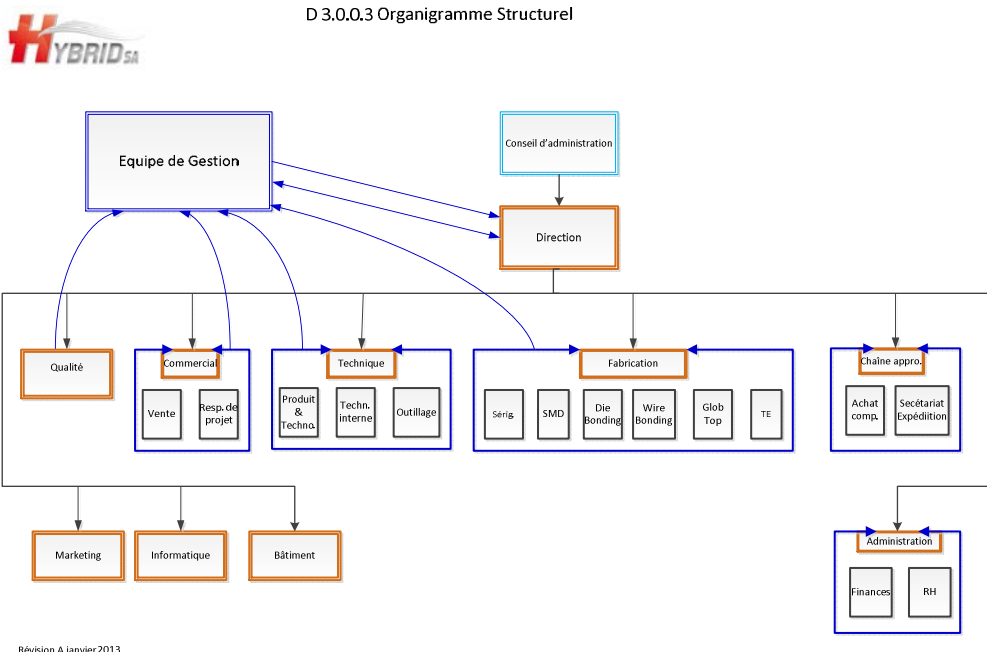 D 3.0.0.3 Organigramme Structurel
HYBRID SA
Equipe de Gestion
Conseil d'administration
Direction
Qualité
Commercial
Vente
Resp. de
projet
Technique
Produit
&
Techno.
Techn.
interne
Outillage
Fabrication
Sérig.
SMD
Die
Bonding
Wire
Bonding
Glob
Top
TE
Chaîne appro.
Achat
comp.
Secétariat
Expédiition
Marketing
Informatique
Bâtiment
Administration
Finances
RH
Révision A janvier 2013